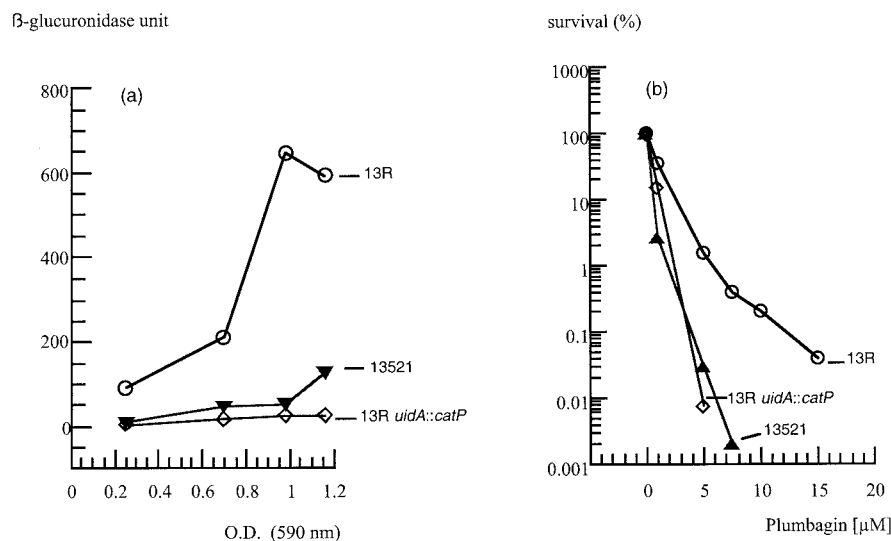 ß-glucuronidase unit
(a)
800
600
400
200
0
13R
13521
13R uidA::catP
0 0.2 0.4 0.6 0.8 1 1.2
O.D. (590 nm)
survival (%)
(b)
1000
100
10
1
0.1
0.01
0.001
13R
13R uidA::catP
13521
0 5 10 15 20
Plumbagin [µM]